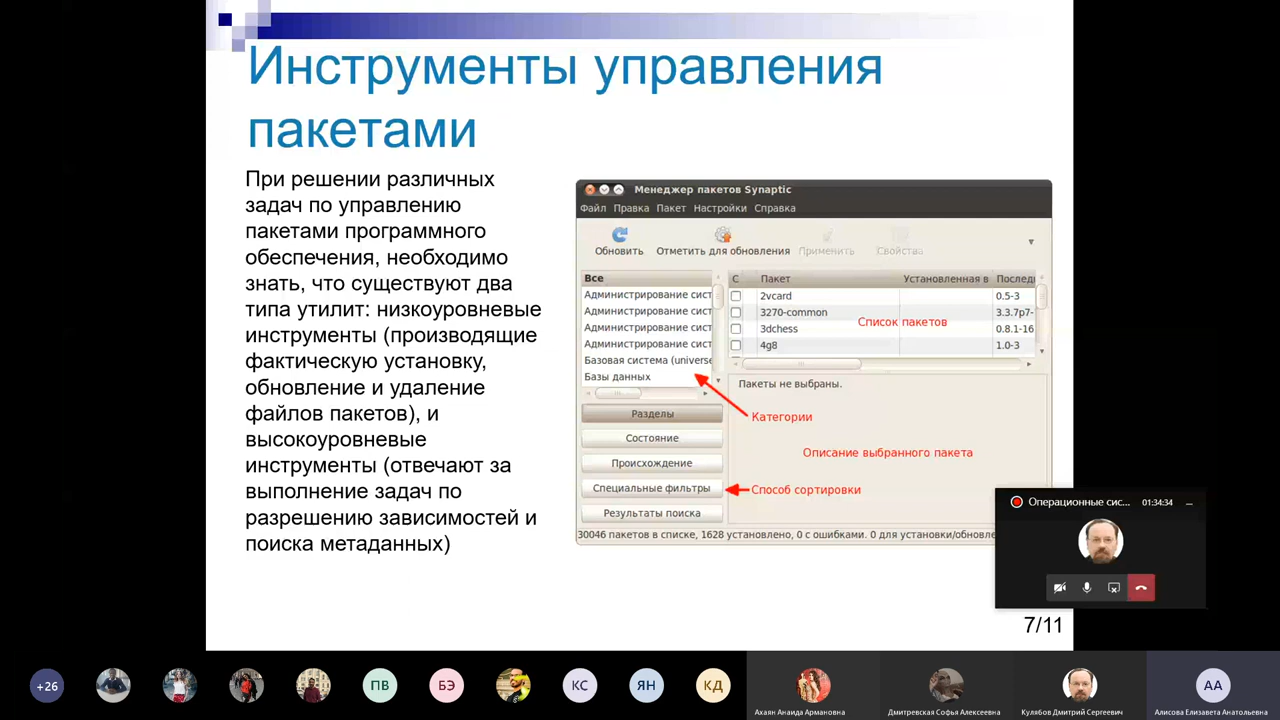 Инструменты управления
пакетами
При решении различных
задач по управлению
пакетами программного
обеспечения, необходимо
знать, что существуют два
типа утилит: низкоуровневые
инструменты (производящие
фактическую установку,
обновление и удаление
файлов пакетов), и
высокоуровневые
инструменты (отвечают за
выполнение задач по
разрешению зависимостей и
поиска метаданных)
Менеджер пакетов Synaptic
Файл Правка Пакет Настройки Справка
Обновить Отметить для обновления Применить Свойства
Все
Администрирование сист
Администрирование сист
Администрирование сист
Администрирование сист
Базовая система (universe
Базы данных
Разделы
Состояние
Происхождение
Специальные фильтры
Результаты поиска
С Пакет Установленная в Последн
2vcard 0.5-3
3270-common 3.3.7p7-
3dchess 0.8.1-16
4g8 1.0-3
Список пакетов
Пакеты не выбраны.
Категории
Описание выбранного пакета
Способ сортировки
30046 пакетов в списке, 1628 установлено, 0 с ошибками. 0 для установки/обновле
Операционные сис... 01:34:34
7/11
+26
ПВ
БЭ
КС
ЯН
КД
АА
Ахаян Анаида Армановна
Дмитревская Софья Алексеевна
Кулябов Дмитрий Сергеевич
Алисова Елизавета Анатольевна